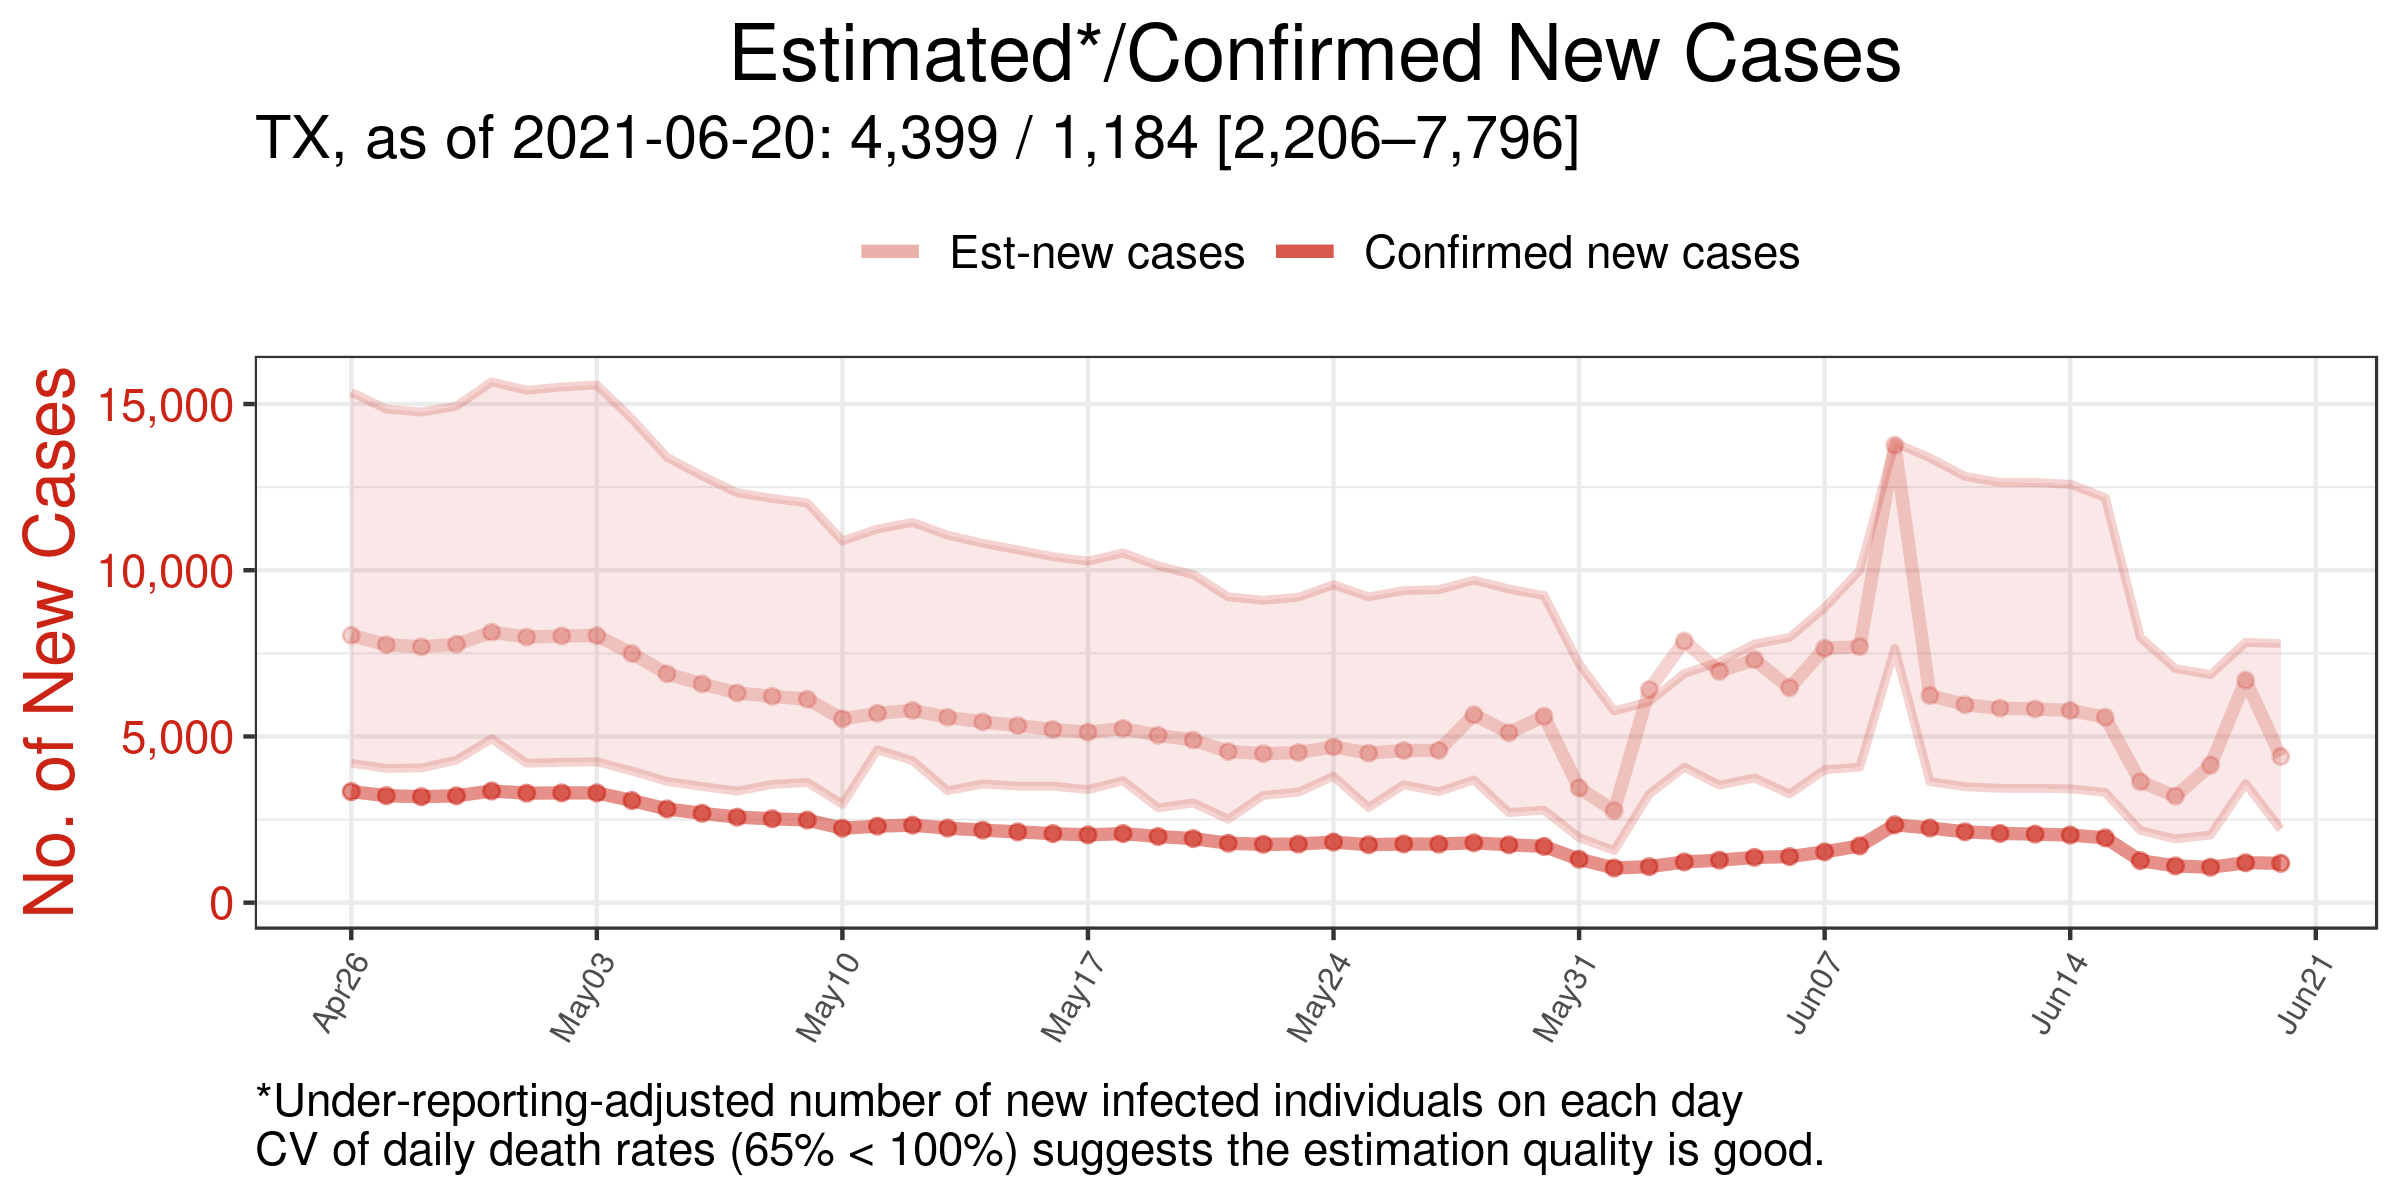 Estimated*/Confirmed New Cases
TX, as of 2021-06-20: 4,399 / 1,184 [2,206–7,796]
Est-new cases
Confirmed new cases
No. of New Cases
15,000
10,000
5,000
0
Apr26
May03
May10
May17
May24
May31
Jun07
Jun14
Jun21
*Under-reporting-adjusted number of new infected individuals on each day
CV of daily death rates (65% < 100%) suggests the estimation quality is good.